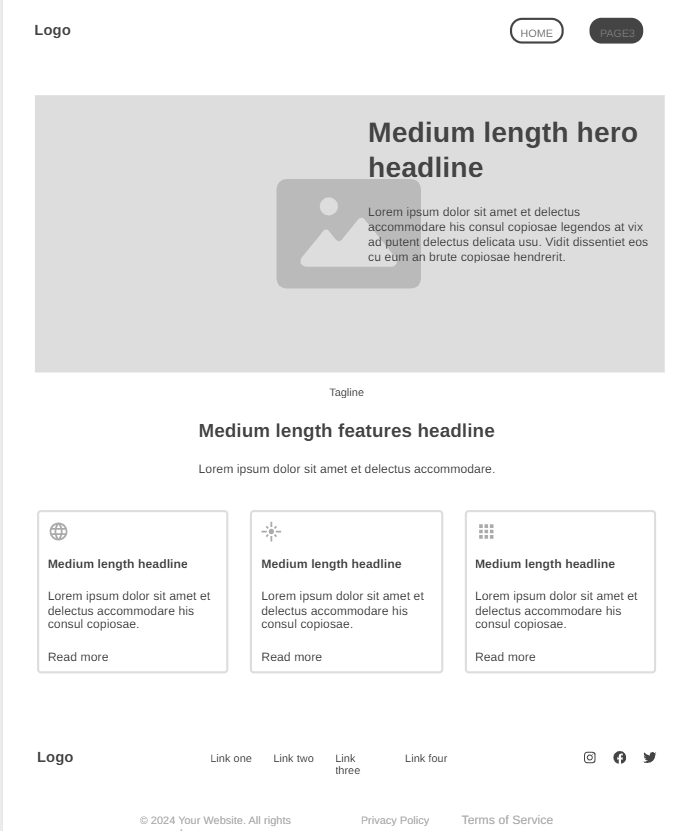 Logo
HOME
PAGE3
Medium length hero
headline
Lorem ipsum dolor sit amet et delectus
accommodare his consul copiosae legendos at vix
ad putent delectus delicata usu. Vidit dissentiet eos
cu eum an brute copiosae hendrerit.
Tagline
Medium length features headline
Lorem ipsum dolor sit amet et delectus accommodare.
Medium length headline
Lorem ipsum dolor sit amet et
delectus accommodare his
consul copiosae.
Read more
Medium length headline
Lorem ipsum dolor sit amet et
delectus accommodare his
consul copiosae.
Read more
Medium length headline
Lorem ipsum dolor sit amet et
delectus accommodare his
consul copiosae.
Read more
Logo
Link one
Link two
Link
three
Link four
© 2024 Your Website. All rights
Privacy Policy
Terms of Service